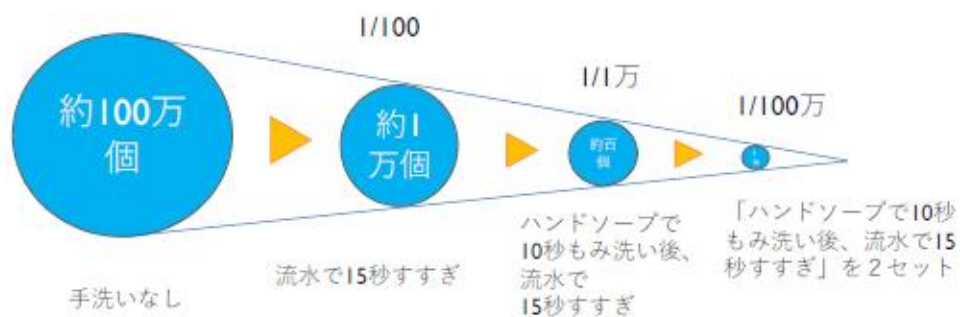 1/100
1/1万
1/100万
約100万
個
約1
万個
約百
個
手洗いなし
流水で15秒すすぎ
ハンドソープで
10秒もみ洗い後、
流水で
15秒すすぎ
「ハンドソープで10秒
もみ洗い後、流水で15
秒すすぎ」を２セット